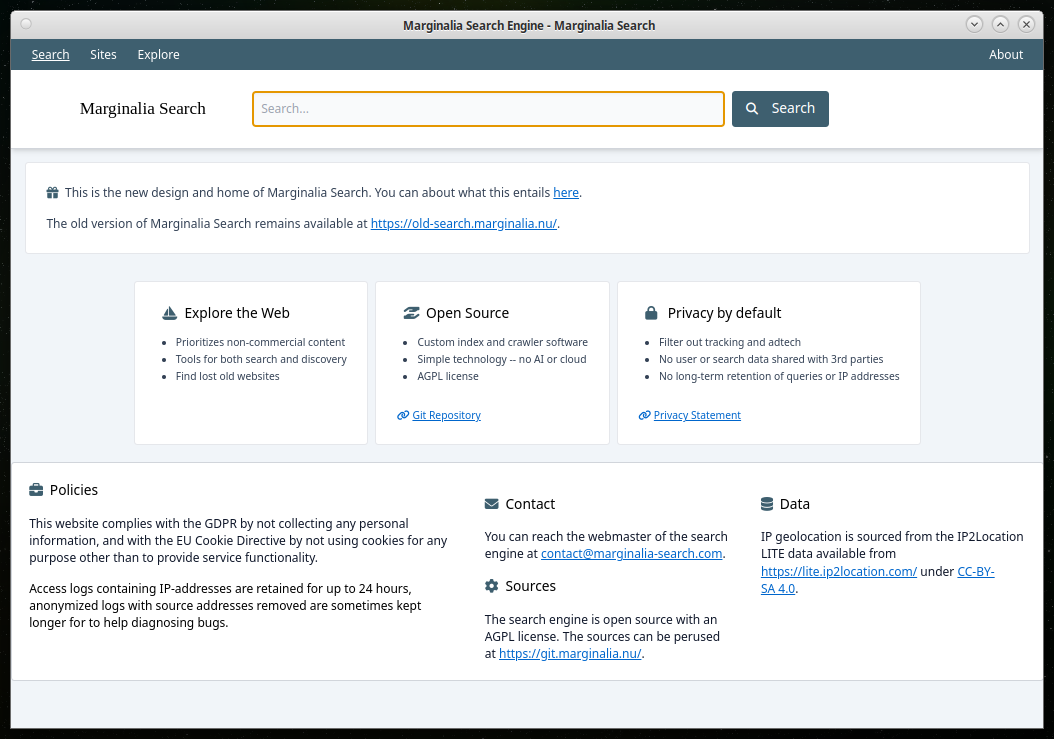 Marginalia Search Engine - Marginalia Search
Search Sites Explore About
Marginalia Search
Search...
Search
This is the new design and home of Marginalia Search. You can about what this entails here.
The old version of Marginalia Search remains available at https://old-search.marginalia.nu/.
Explore the Web
Prioritizes non-commercial content
Tools for both search and discovery
Find lost old websites
Open Source
Custom index and crawler software
Simple technology -- no AI or cloud
AGPL license
Git Repository
Privacy by default
Filter out tracking and adtech
No user or search data shared with 3rd parties
No long-term retention of queries or IP addresses
Privacy Statement
Policies
This website complies with the GDPR by not collecting any personal
information, and with the EU Cookie Directive by not using cookies for any
purpose other than to provide service functionality.
Access logs containing IP-addresses are retained for up to 24 hours,
anonymized logs with source addresses removed are sometimes kept
longer for to help diagnosing bugs.
Contact
You can reach the webmaster of the search
engine at contact@marginalia-search.com.
Sources
The search engine is open source with an
AGPL license. The sources can be perused
at https://git.marginalia.nu/.
Data
IP geolocation is sourced from the IP2Location
LITE data available from
https://lite.ip2location.com/ under CC-BY-
SA 4.0.